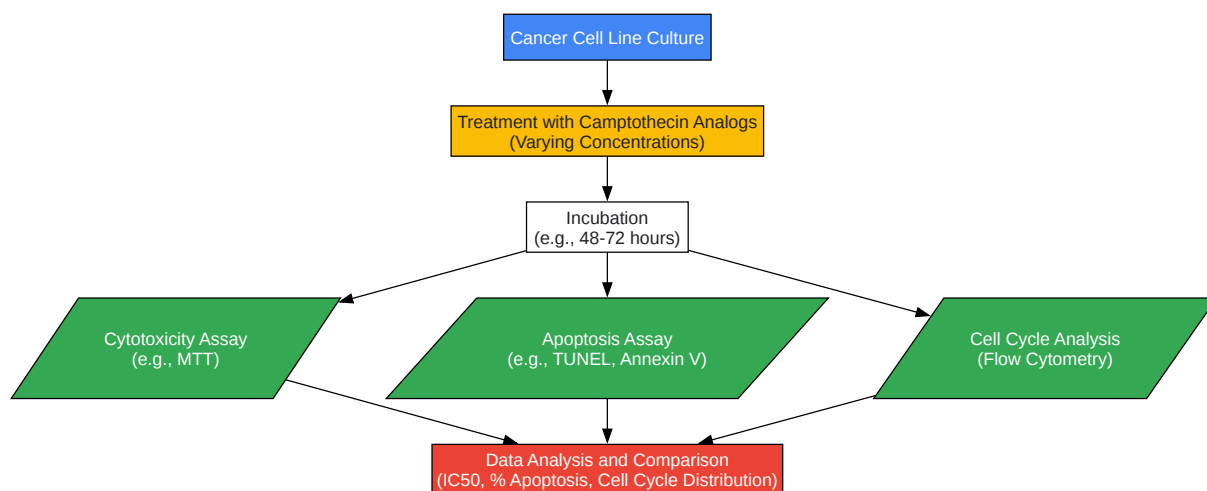 Cancer Cell Line Culture
Treatment with Camptothecin Analogs
(Varying Concentrations)
Incubation
(e.g., 48-72 hours)
Cytotoxicity Assay
(e.g., MTT)
Apoptosis Assay
(e.g., TUNEL, Annexin V)
Cell Cycle Analysis
(Flow Cytometry)
Data Analysis and Comparison
(IC50, % Apoptosis, Cell Cycle Distribution)